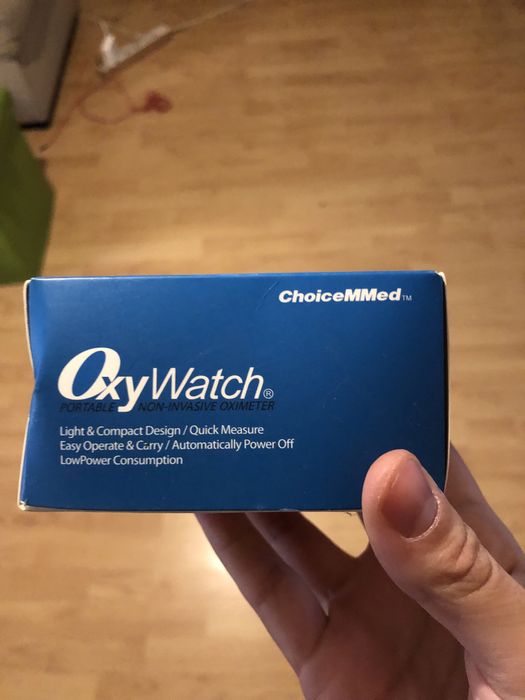 ChoiceMMed™
OxyWatch®
PORTABLE NON-INVASIVE OXIMETER
Light & Compact Design / Quick Measure
Easy Operate & Carry / Automatically Power Off
LowPower Consumption